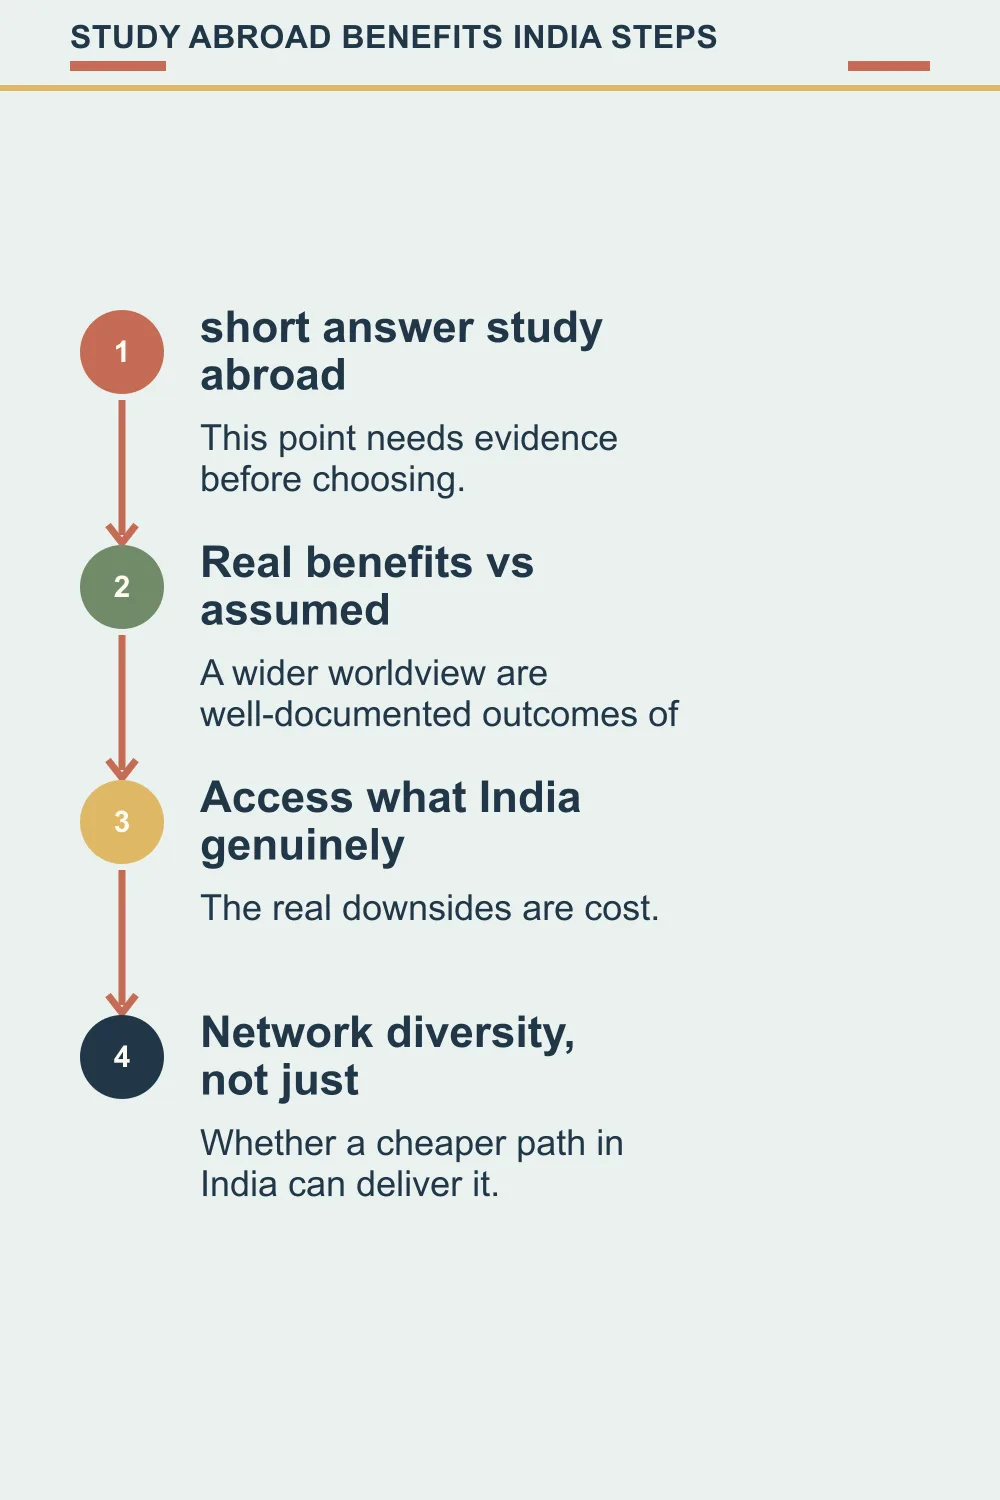 STUDY ABROAD BENEFITS INDIA STEPS
1
short answer study
abroad
This point needs evidence
before choosing.
2
Real benefits vs
assumed
A wider worldview are
well-documented outcomes of
3
Access what India
genuinely
The real downsides are cost.
4
Network diversity,
not just
Whether a cheaper path in
India can deliver it.